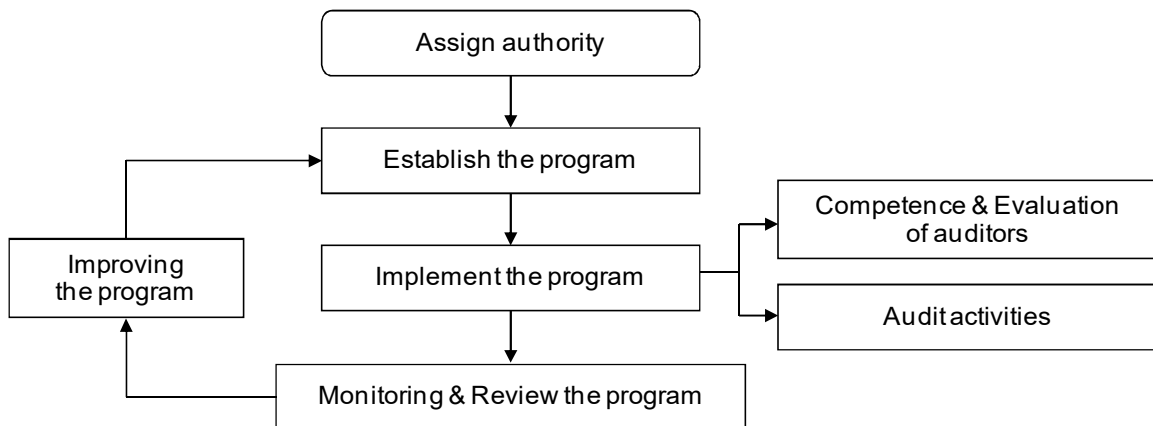 Assign authority
Establish the program
Competence & Evaluation
of auditors
Improving
the program
Implement the program
Audit activities
Monitoring & Review the program